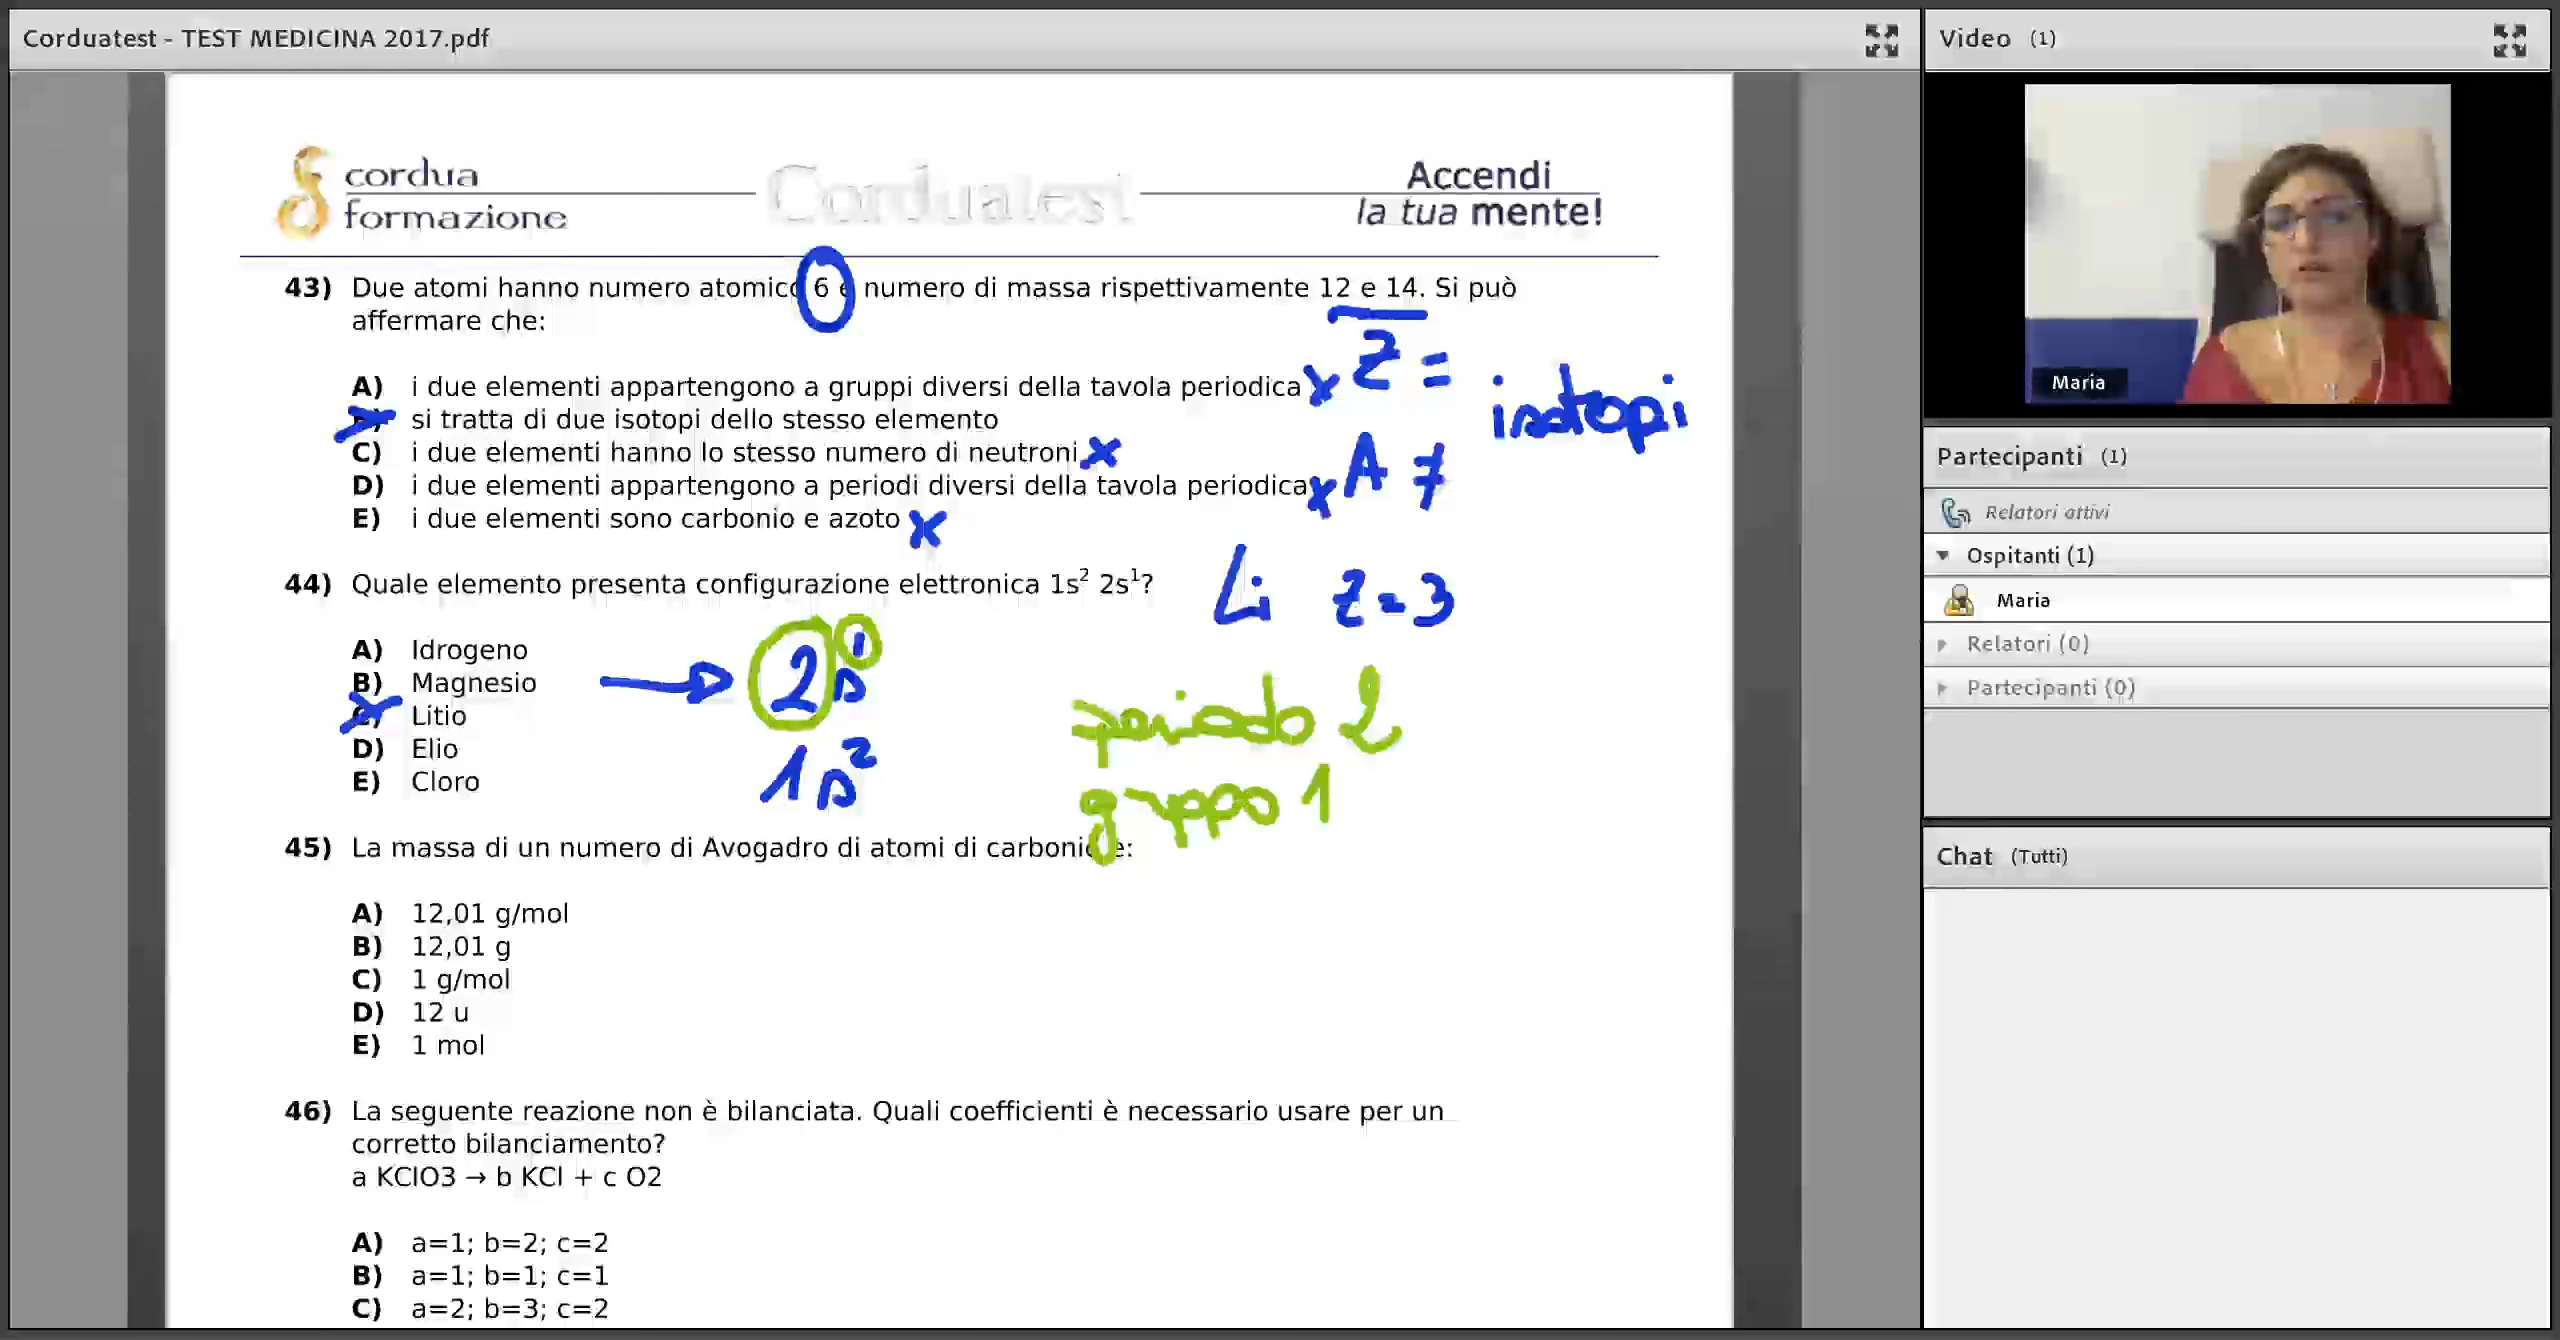 Corduatest - TEST MEDICINA 2017.pdf
cordua
formazione
Corduatest
Accendi
la tua mente!
43) Due atomi hanno numero atomico 6 e numero di massa rispettivamente 12 e 14. Si può
affermare che:
Z =
isotopi
A) i due elementi appartengono a gruppi diversi della tavola periodica x
si tratta di due isotopi dello stesso elemento
C) i due elementi hanno lo stesso numero di neutroni x
A ≠
D) i due elementi appartengono a periodi diversi della tavola periodica x
E) i due elementi sono carbonio e azoto x
44) Quale elemento presenta configurazione elettronica 1s² 2s¹?
Li Z=3
A) Idrogeno
B) Magnesio
C) Litio
D) Elio
E) Cloro
2s¹
1s²
periodo 2
gruppo 1
45) La massa di un numero di Avogadro di atomi di carbonio è:
A) 12,01 g/mol
B) 12,01 g
C) 1 g/mol
D) 12 u
E) 1 mol
46) La seguente reazione non è bilanciata. Quali coefficienti è necessario usare per un
corretto bilanciamento?
a KClO3 → b KCl + c O2
A) a=1; b=2; c=2
B) a=1; b=1; c=1
C) a=2; b=3; c=2
Video (1)
Maria
Partecipanti (1)
Relatori attivi
Ospitanti (1)
Maria
Relatori (0)
Partecipanti (0)
Chat (Tutti)